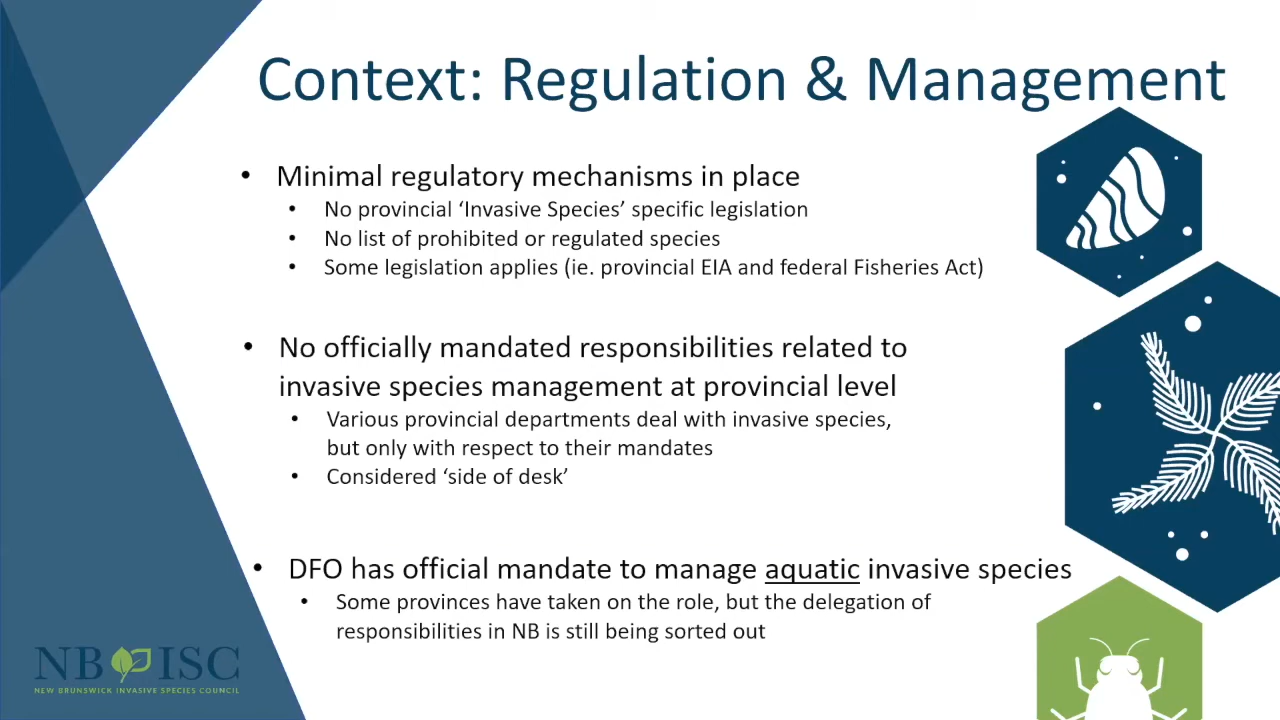 Context: Regulation & Management
• Minimal regulatory mechanisms in place
• No provincial ‘Invasive Species’ specific legislation
• No list of prohibited or regulated species
• Some legislation applies (ie. provincial EIA and federal Fisheries Act)
• No officially mandated responsibilities related to
invasive species management at provincial level
• Various provincial departments deal with invasive species,
but only with respect to their mandates
• Considered ‘side of desk’
• DFO has official mandate to manage aquatic invasive species
• Some provinces have taken on the role, but the delegation of
responsibilities in NB is still being sorted out
NB ISC
NEW BRUNSWICK INVASIVE SPECIES COUNCIL